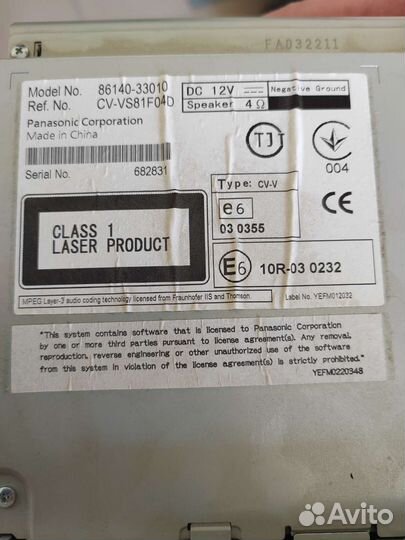 FA032211
Model No. 86140-33010
Ref. No. CV-VS81F04D
DC 12V Negative Ground
Speaker 4Ω
Panasonic Corporation
Made in China
Serial No. 682831
004
Type: CV-V
e6
03 0355
CE
CLASS 1
LASER PRODUCT
E6 10R-03 0232
MPEG Layer-3 audio coding technology licensed from Fraunhofer IIS and Thomson.
Label No. YEFM012032
"This system contains software that is licensed to Panasonic Corporation
by one or more third parties pursuant to license agreement(s). Any removal,
reproduction, reverse engineering or other unauthorized use of the software
from this system in violation of the license agreement(s) is strictly prohibited."
YEFM0220348
Avito